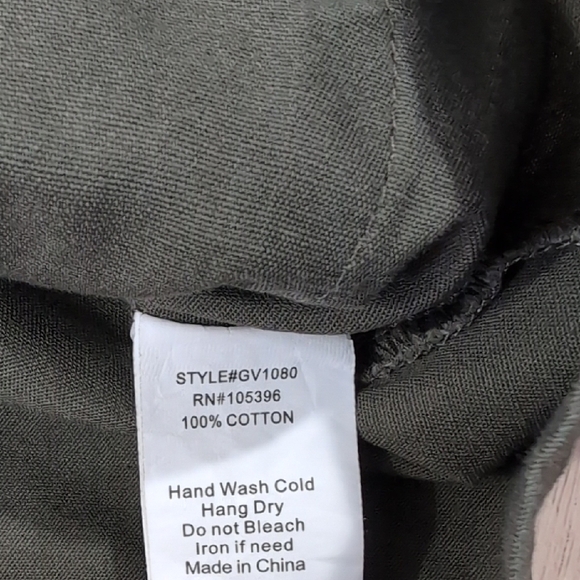 STYLE#GV1080
RN#105396
100% COTTON
Hand Wash Cold
Hang Dry
Do not Bleach
Iron if need
Made in China